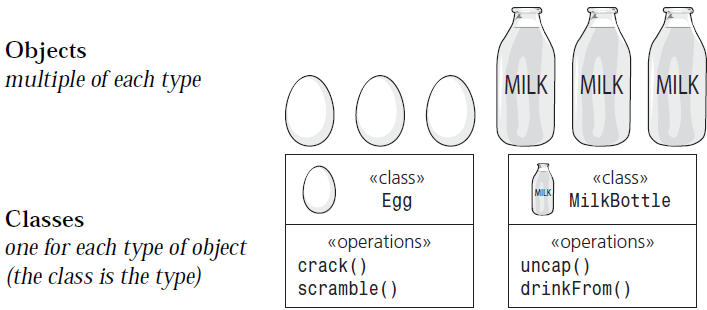 Objects
multiple of each type
MILK MILK MILK
«class»
Egg
«operations»
crack()
scramble()
MILK
«class»
MilkBottle
«operations»
uncap()
drinkFrom()
Classes
one for each type of object
(the class is the type)